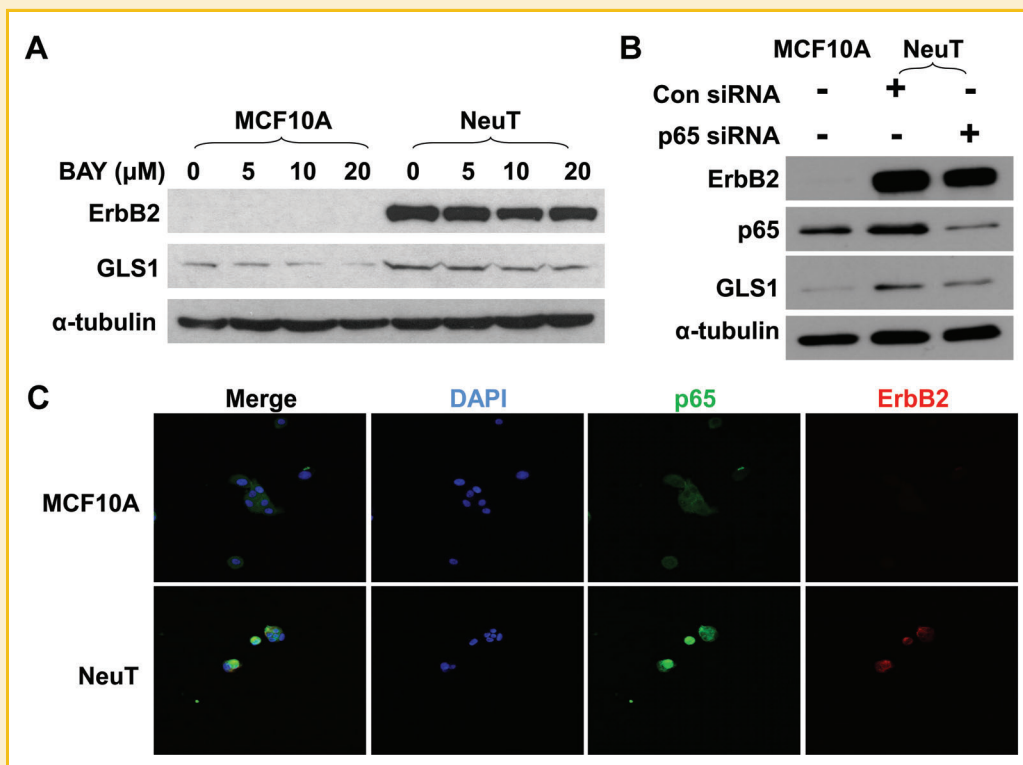 A
MCF10A NeuT
BAY (µM) 0 5 10 20 0 5 10 20
ErbB2
GLS1
α-tubulin
B
MCF10A NeuT
Con siRNA - + -
p65 siRNA - - +
ErbB2
p65
GLS1
α-tubulin
C
Merge DAPI p65 ErbB2
MCF10A
NeuT